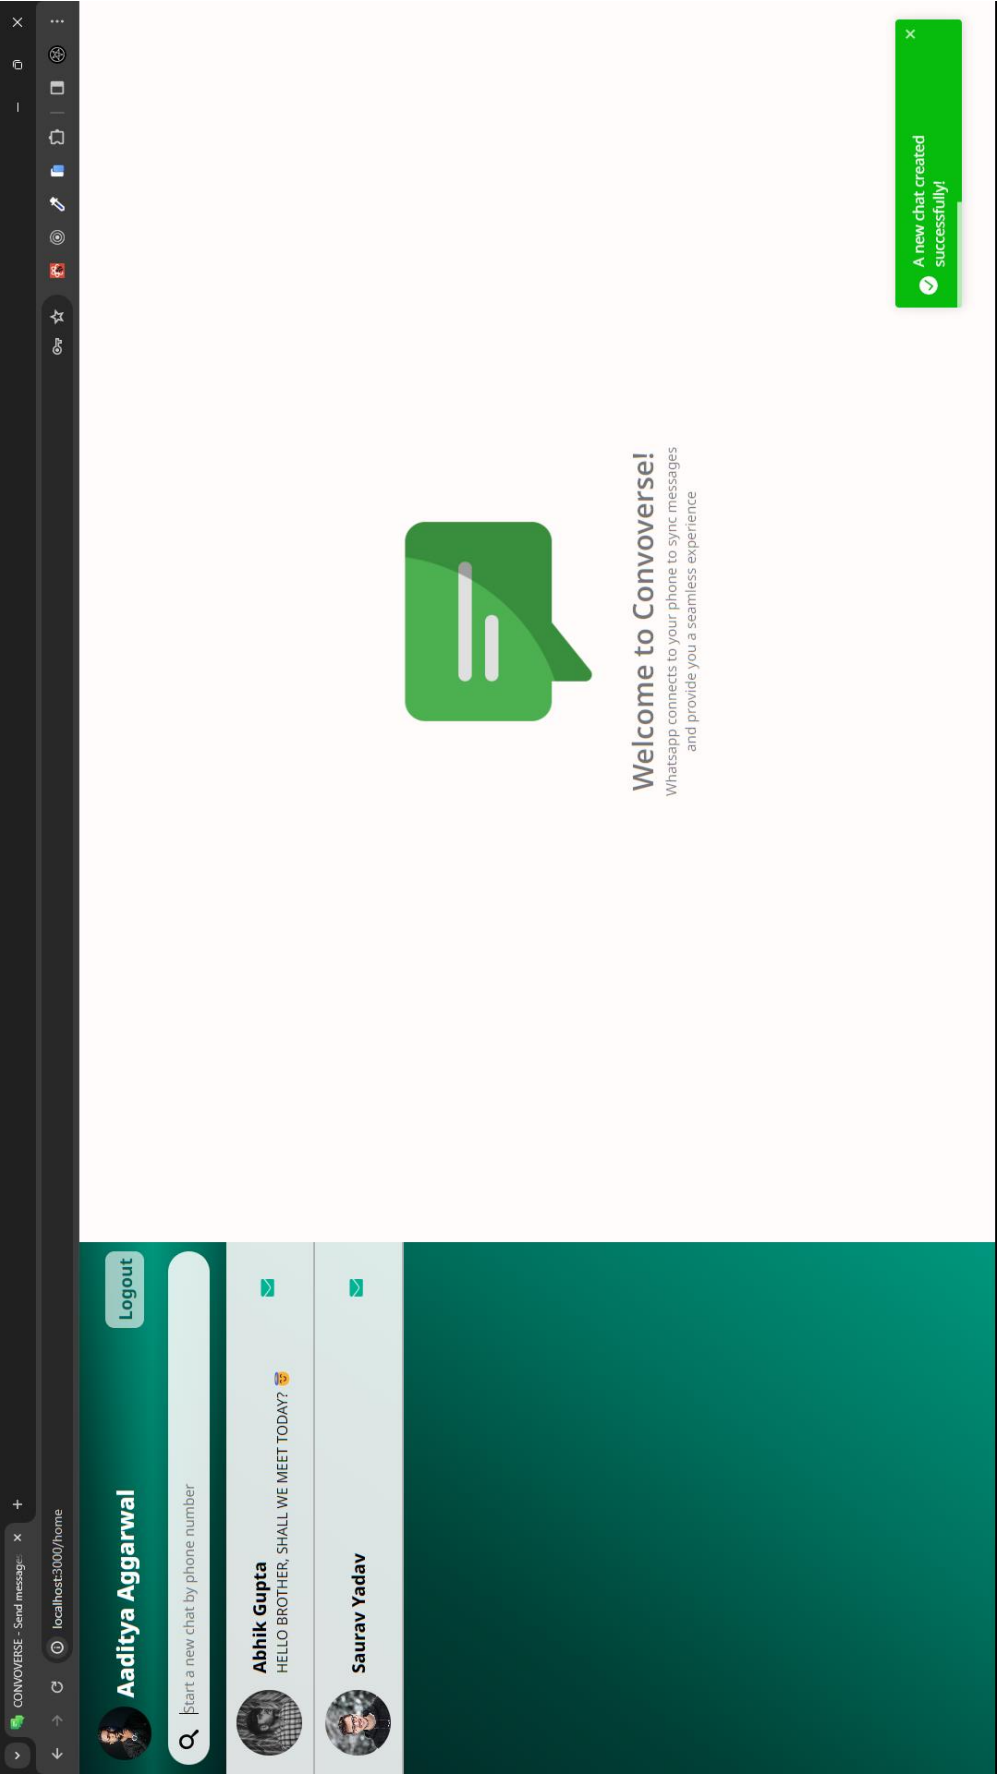 CONVOVERSE - Send message
localhost:3000/home
Aaditya Aggarwal
Logout
Start a new chat by phone number
Abhik Gupta
HELLO BROTHER, SHALL WE MEET TODAY? 😇
Saurav Yadav
Welcome to Convoverse!
Whatsapp connects to your phone to sync messages
and provide you a seamless experience
A new chat created
successfully!